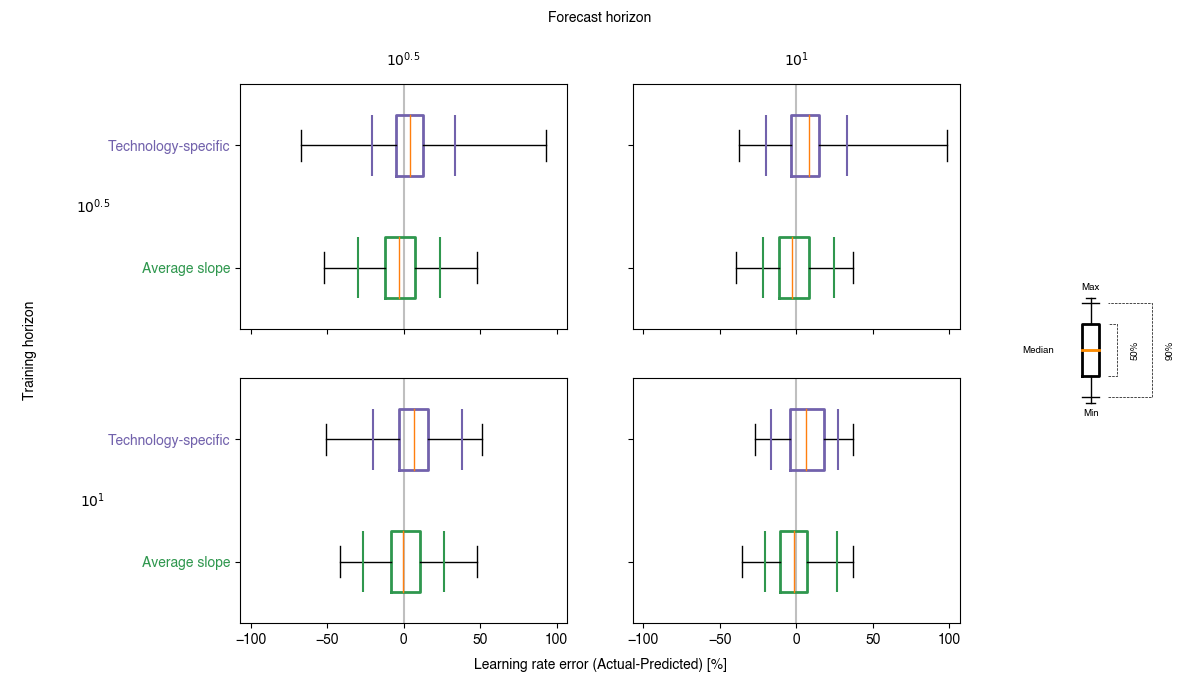 Forecast horizon
10^0.5
10^1
Technology-specific
10^0.5
Average slope
Training horizon
Technology-specific
10^1
Average slope
−100 −50 0 50 100
−100 −50 0 50 100
Learning rate error (Actual-Predicted) [%]
Max
Median
50%
90%
Min